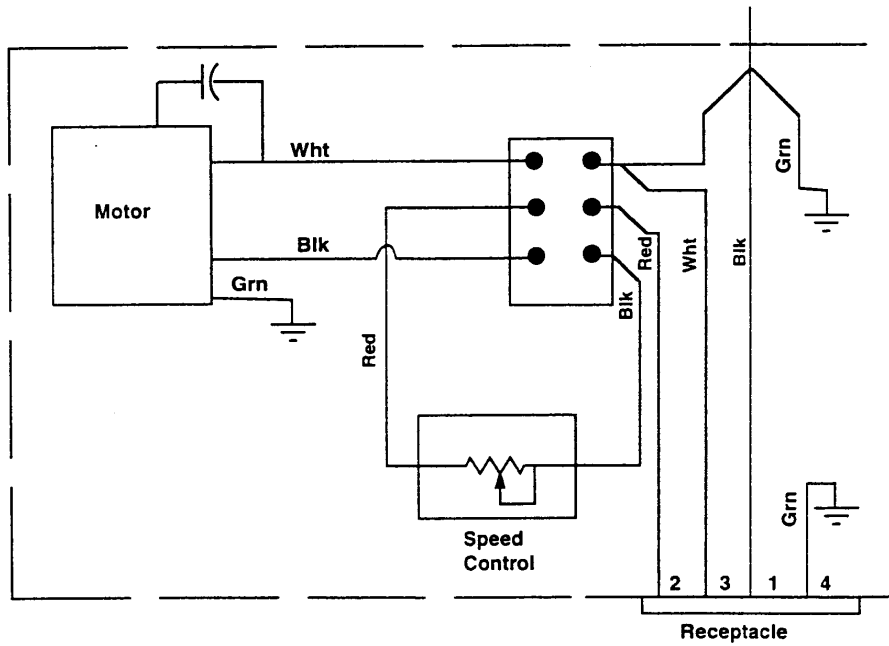 Wht
Grn
Motor
Blk
Red
Wht
Blk
Grn
Blk
Red
Grn
Speed
Control
2 3 1 4
Receptacle